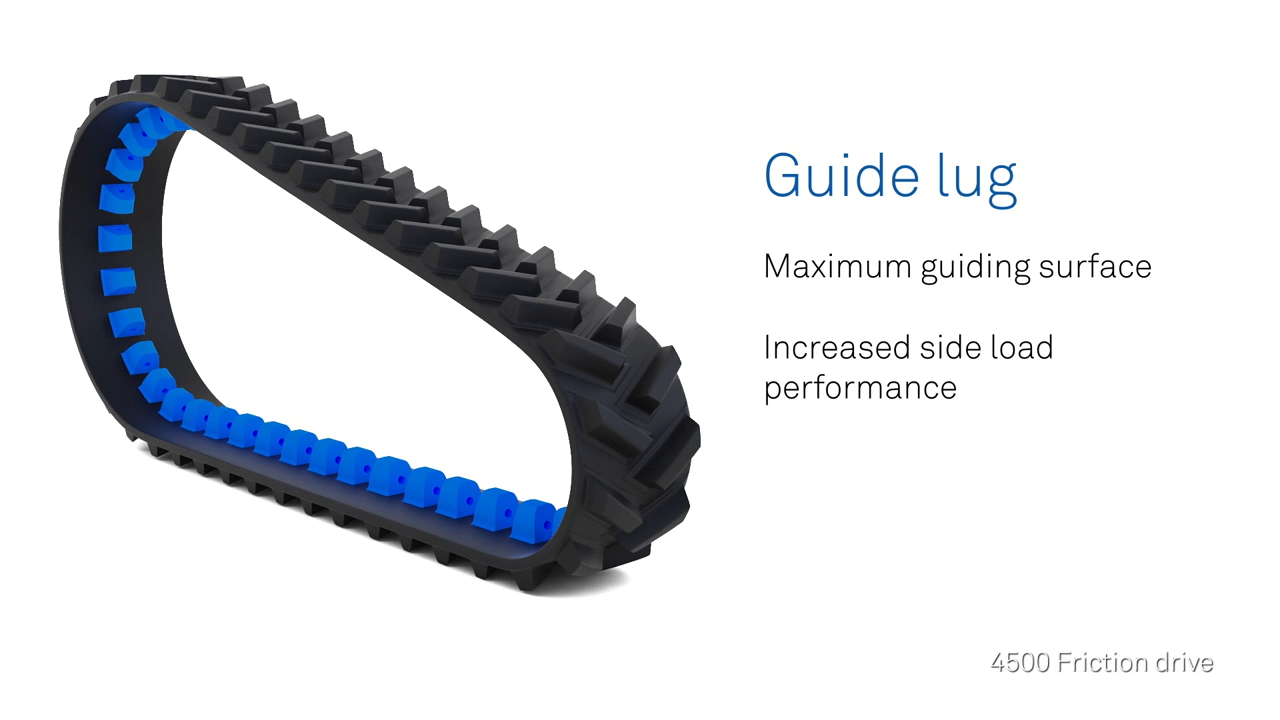 Guide lug
Maximum guiding surface
Increased side load
performance
4500 Friction drive